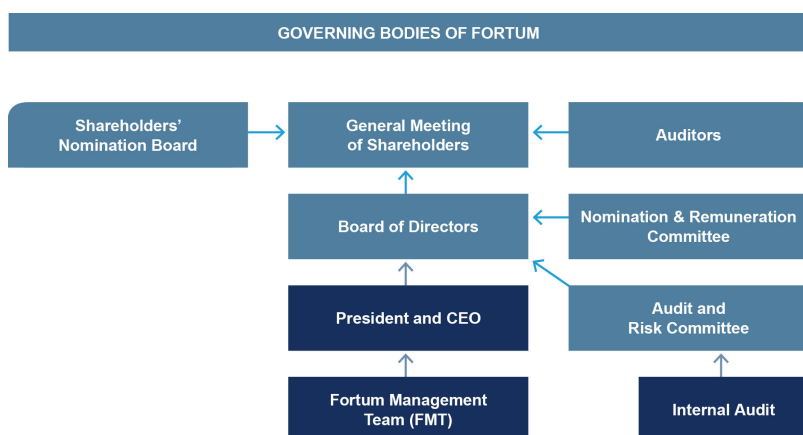 GOVERNING BODIES OF FORTUM
Shareholders'
Nomination Board
General Meeting
of Shareholders
Auditors
Board of Directors
Nomination & Remuneration
Committee
President and CEO
Audit and
Risk Committee
Fortum Management
Team (FMT)
Internal Audit